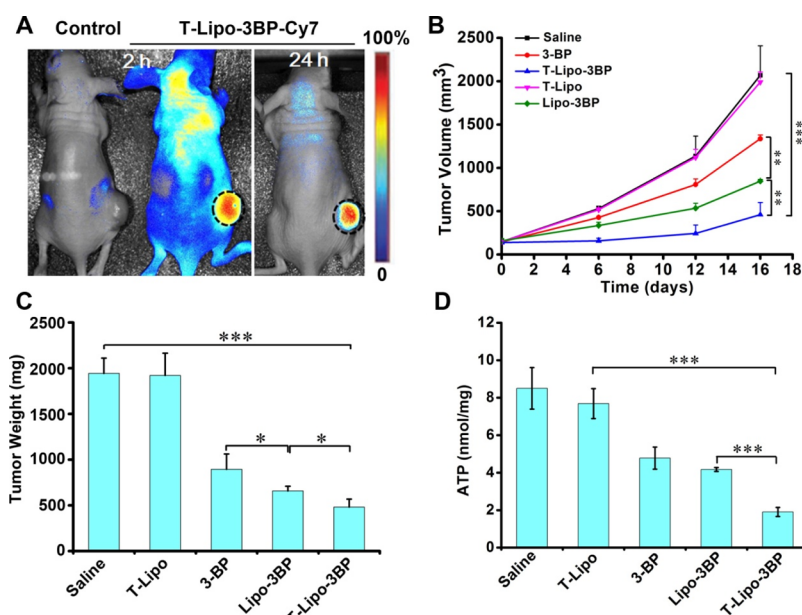 A
Control
T-Lipo-3BP-Cy7
2 h
24 h
100%
0
B
Tumor Volume (mm³)
2500
2000
1500
1000
500
0
Saline
3-BP
T-Lipo-3BP
T-Lipo
Lipo-3BP
***
**
**
0 2 4 6 8 10 12 14 16 18
Time (days)
C
Tumor Weight (mg)
2500
2000
1500
1000
500
0
***
*
*
Saline
T-Lipo
3-BP
Lipo-3BP
T-Lipo-3BP
D
ATP (nmol/mg)
10
8
6
4
2
0
***
***
Saline
T-Lipo
3-BP
Lipo-3BP
T-Lipo-3BP